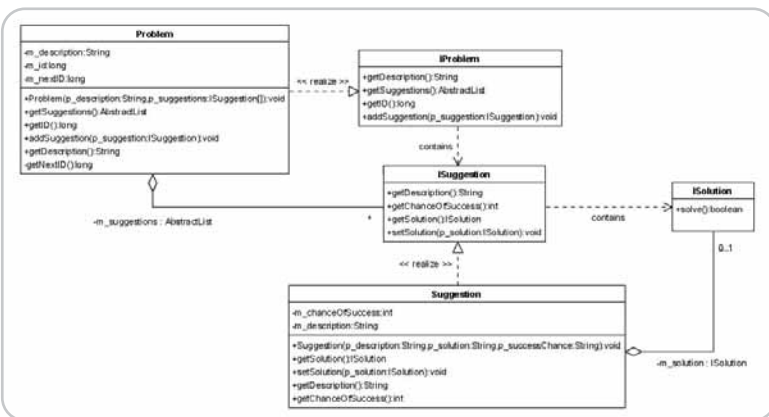 Problem
-m_description:String
-m_id:long
-m_nextID:long
+Problem(p_description:String,p_suggestions:ISuggestion[]):void
+getSuggestions():AbstractList
+getID():long
+addSuggestion(p_suggestion:ISuggestion):void
+getDescription():String
-getNextID():long
<< realize >>
IProblem
+getDescription():String
+getSuggestions():AbstractList
+getID():long
+addSuggestion(p_suggestion:ISuggestion):void
contains
ISuggestion
+getDescription():String
+getChanceOfSuccess():int
+getSolution():ISolution
+setSolution(p_solution:ISolution):void
contains
ISolution
+solve():boolean
-m_suggestions : AbstractList
*
0..1
<< realize >>
Suggestion
-m_chanceOfSuccess:int
-m_description:String
+Suggestion(p_description:String,p_solution:String,p_successChance:String):void
+getSolution():ISolution
+setSolution(p_solution:ISolution):void
+getDescription():String
+getChanceOfSuccess():int
-m_solution : ISolution